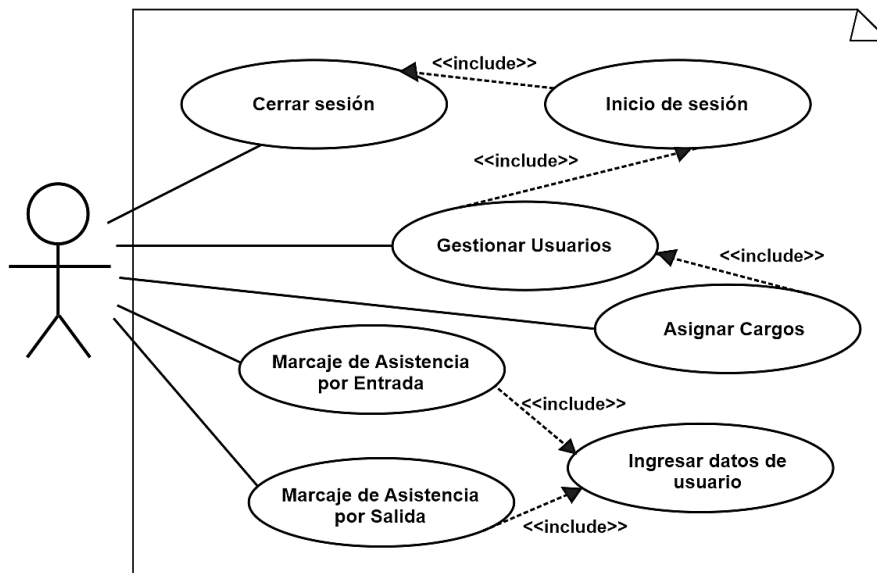 <<include>>
Cerrar sesión
Inicio de sesión
<<include>>
Gestionar Usuarios
<<include>>
Asignar Cargos
Marcaje de Asistencia
por Entrada
<<include>>
Ingresar datos de
usuario
Marcaje de Asistencia
por Salida
<<include>>